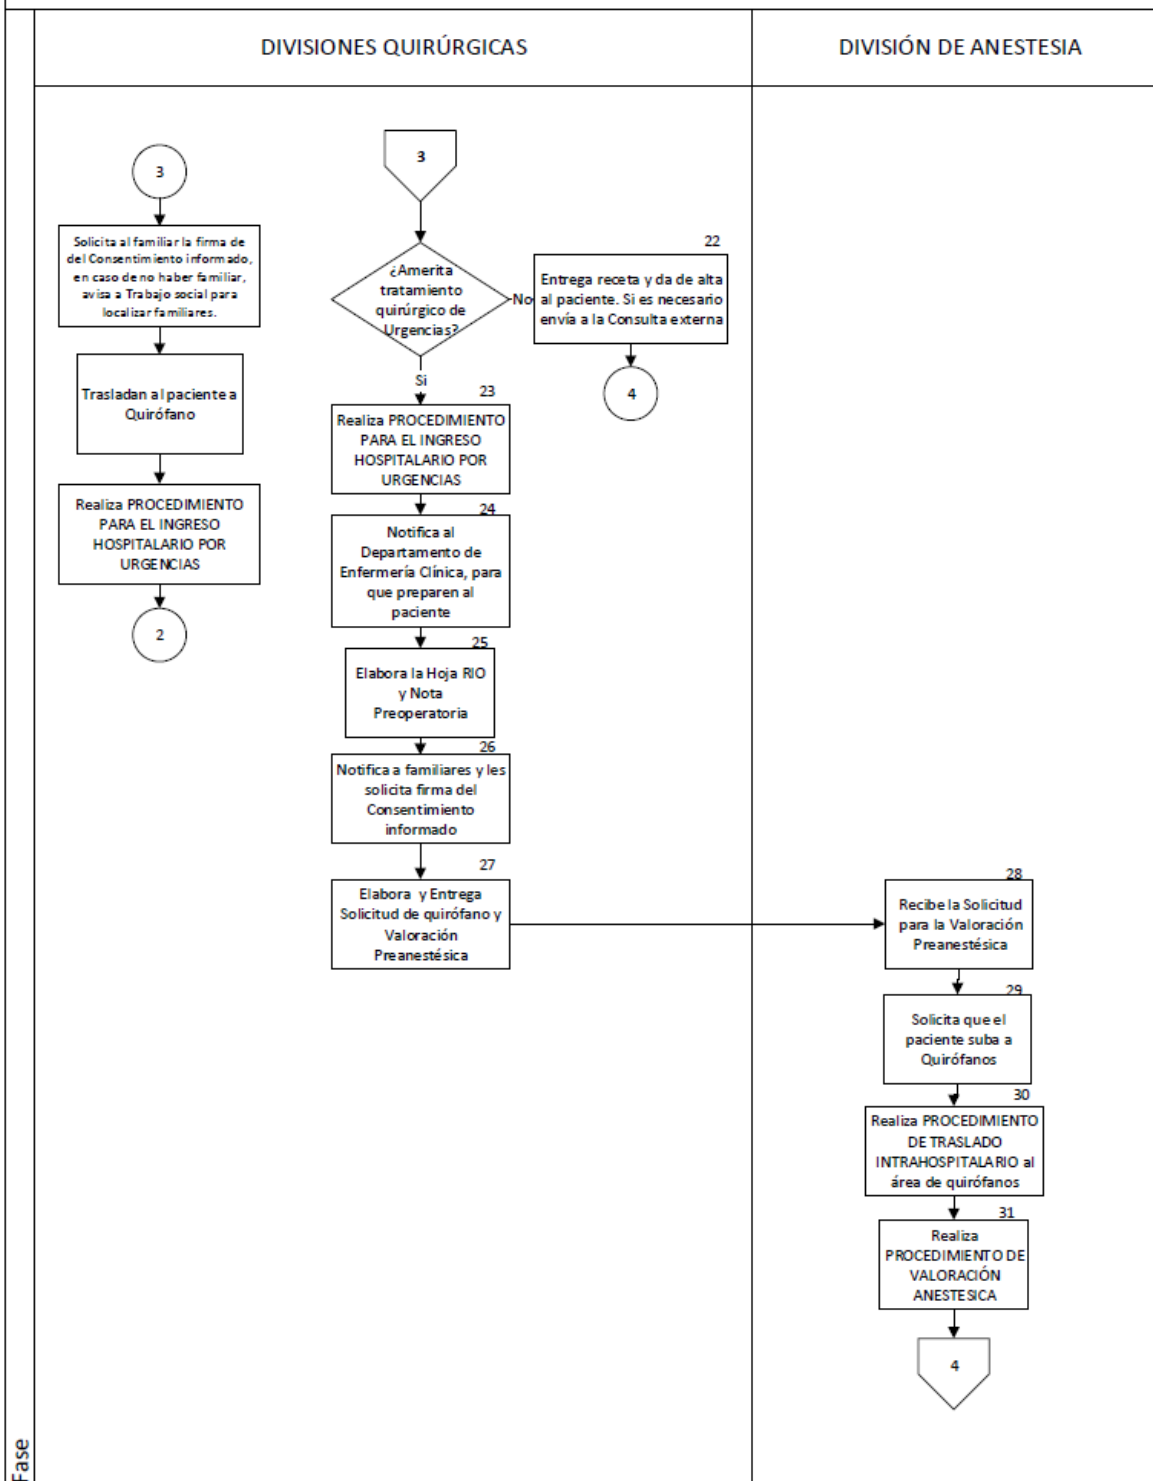 DIVISIONES QUIRÚRGICAS
DIVISIÓN DE ANESTESIA
3
Solicita al familiar la firma de
del Consentimiento informado,
en caso de no haber familiar,
avisa a Trabajo social para
localizar familiares.
Trasladan al paciente a
Quirófano
Realiza PROCEDIMIENTO
PARA EL INGRESO
HOSPITALARIO POR
URGENCIAS
2
3
¿Amerita
tratamiento
quirúrgico de
Urgencias?
No
22
Entrega receta y da de alta
al paciente. Si es necesario
envía a la Consulta externa
4
Si
23
Realiza PROCEDIMIENTO
PARA EL INGRESO
HOSPITALARIO POR
URGENCIAS
24
Notifica al
Departamento de
Enfermería Clínica, para
que preparen al
paciente
25
Elabora la Hoja RIO
y Nota
Preoperatoria
26
Notifica a familiares y les
solicita firma del
Consentimiento
informado
27
Elabora y Entrega
Solicitud de quirófano y
Valoración
Preanestésica
28
Recibe la Solicitud
para la Valoración
Preanestésica
29
Solicita que el
paciente suba a
Quirófanos
30
Realiza PROCEDIMIENTO
DE TRASLADO
INTRAHOSPITALARIO al
área de quirófanos
31
Realiza
PROCEDIMIENTO DE
VALORACIÓN
ANESTESICA
4
Fase